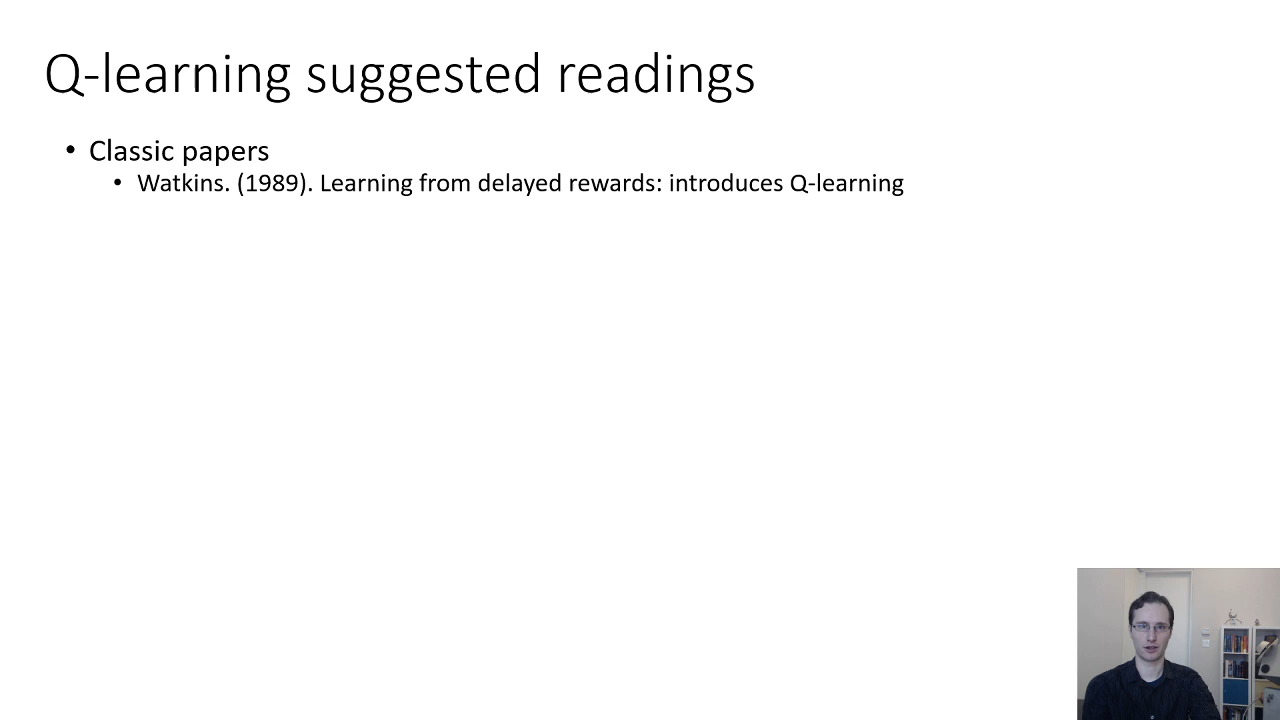 Q-learning suggested readings
• Classic papers
• Watkins. (1989). Learning from delayed rewards: introduces Q-learning